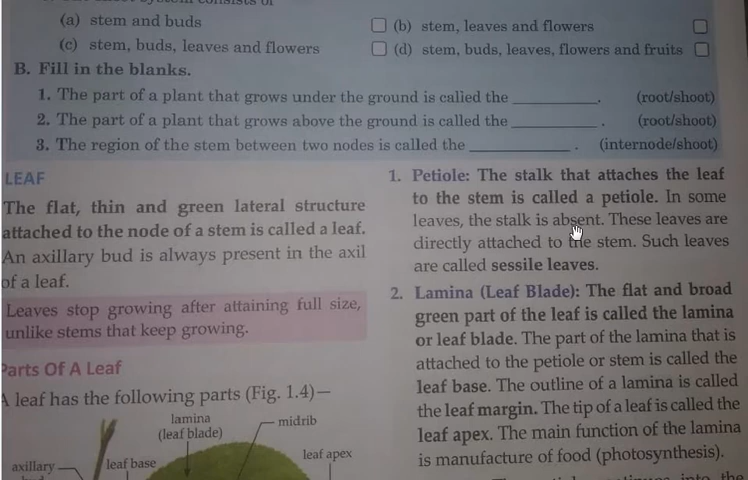 (a) stem and buds (b) stem, leaves and flowers
(c) stem, buds, leaves and flowers (d) stem, buds, leaves, flowers and fruits
B. Fill in the blanks.
1. The part of a plant that grows under the ground is called the __________. (root/shoot)
2. The part of a plant that grows above the ground is called the __________. (root/shoot)
3. The region of the stem between two nodes is called the __________. (internode/shoot)
LEAF
The flat, thin and green lateral structure
attached to the node of a stem is called a leaf.
An axillary bud is always present in the axil
of a leaf.
Leaves stop growing after attaining full size,
unlike stems that keep growing.
Parts Of A Leaf
A leaf has the following parts (Fig. 1.4)—
lamina
(leaf blade)
midrib
axillary
leaf base
leaf apex
1. Petiole: The stalk that attaches the leaf
to the stem is called a petiole. In some
leaves, the stalk is absent. These leaves are
directly attached to the stem. Such leaves
are called sessile leaves.
2. Lamina (Leaf Blade): The flat and broad
green part of the leaf is called the lamina
or leaf blade. The part of the lamina that is
attached to the petiole or stem is called the
leaf base. The outline of a lamina is called
the leaf margin. The tip of a leaf is called the
leaf apex. The main function of the lamina
is manufacture of food (photosynthesis).